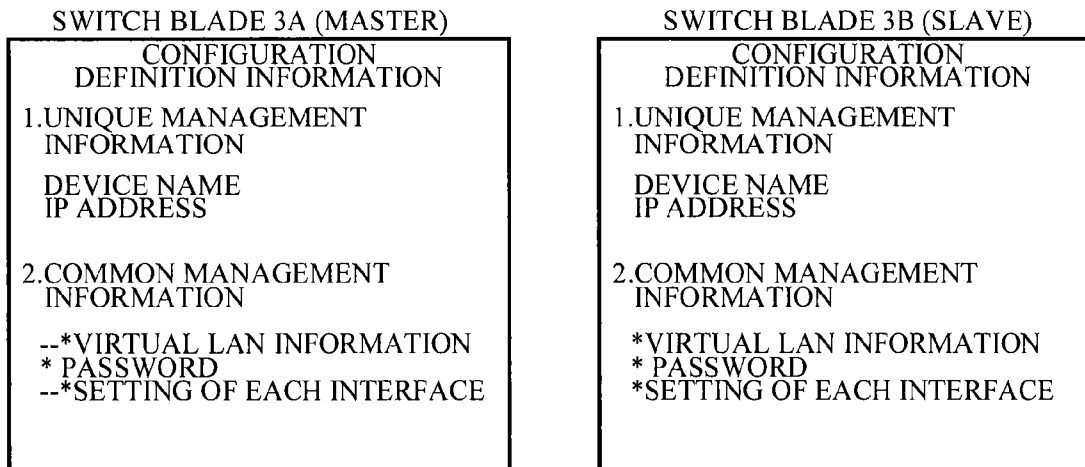 SWITCH BLADE 3A (MASTER)
CONFIGURATION
DEFINITION INFORMATION
1.UNIQUE MANAGEMENT
INFORMATION
DEVICE NAME
IP ADDRESS
2.COMMON MANAGEMENT
INFORMATION
--*VIRTUAL LAN INFORMATION
* PASSWORD
--*SETTING OF EACH INTERFACE
SWITCH BLADE 3B (SLAVE)
CONFIGURATION
DEFINITION INFORMATION
1.UNIQUE MANAGEMENT
INFORMATION
DEVICE NAME
IP ADDRESS
2.COMMON MANAGEMENT
INFORMATION
*VIRTUAL LAN INFORMATION
* PASSWORD
*SETTING OF EACH INTERFACE